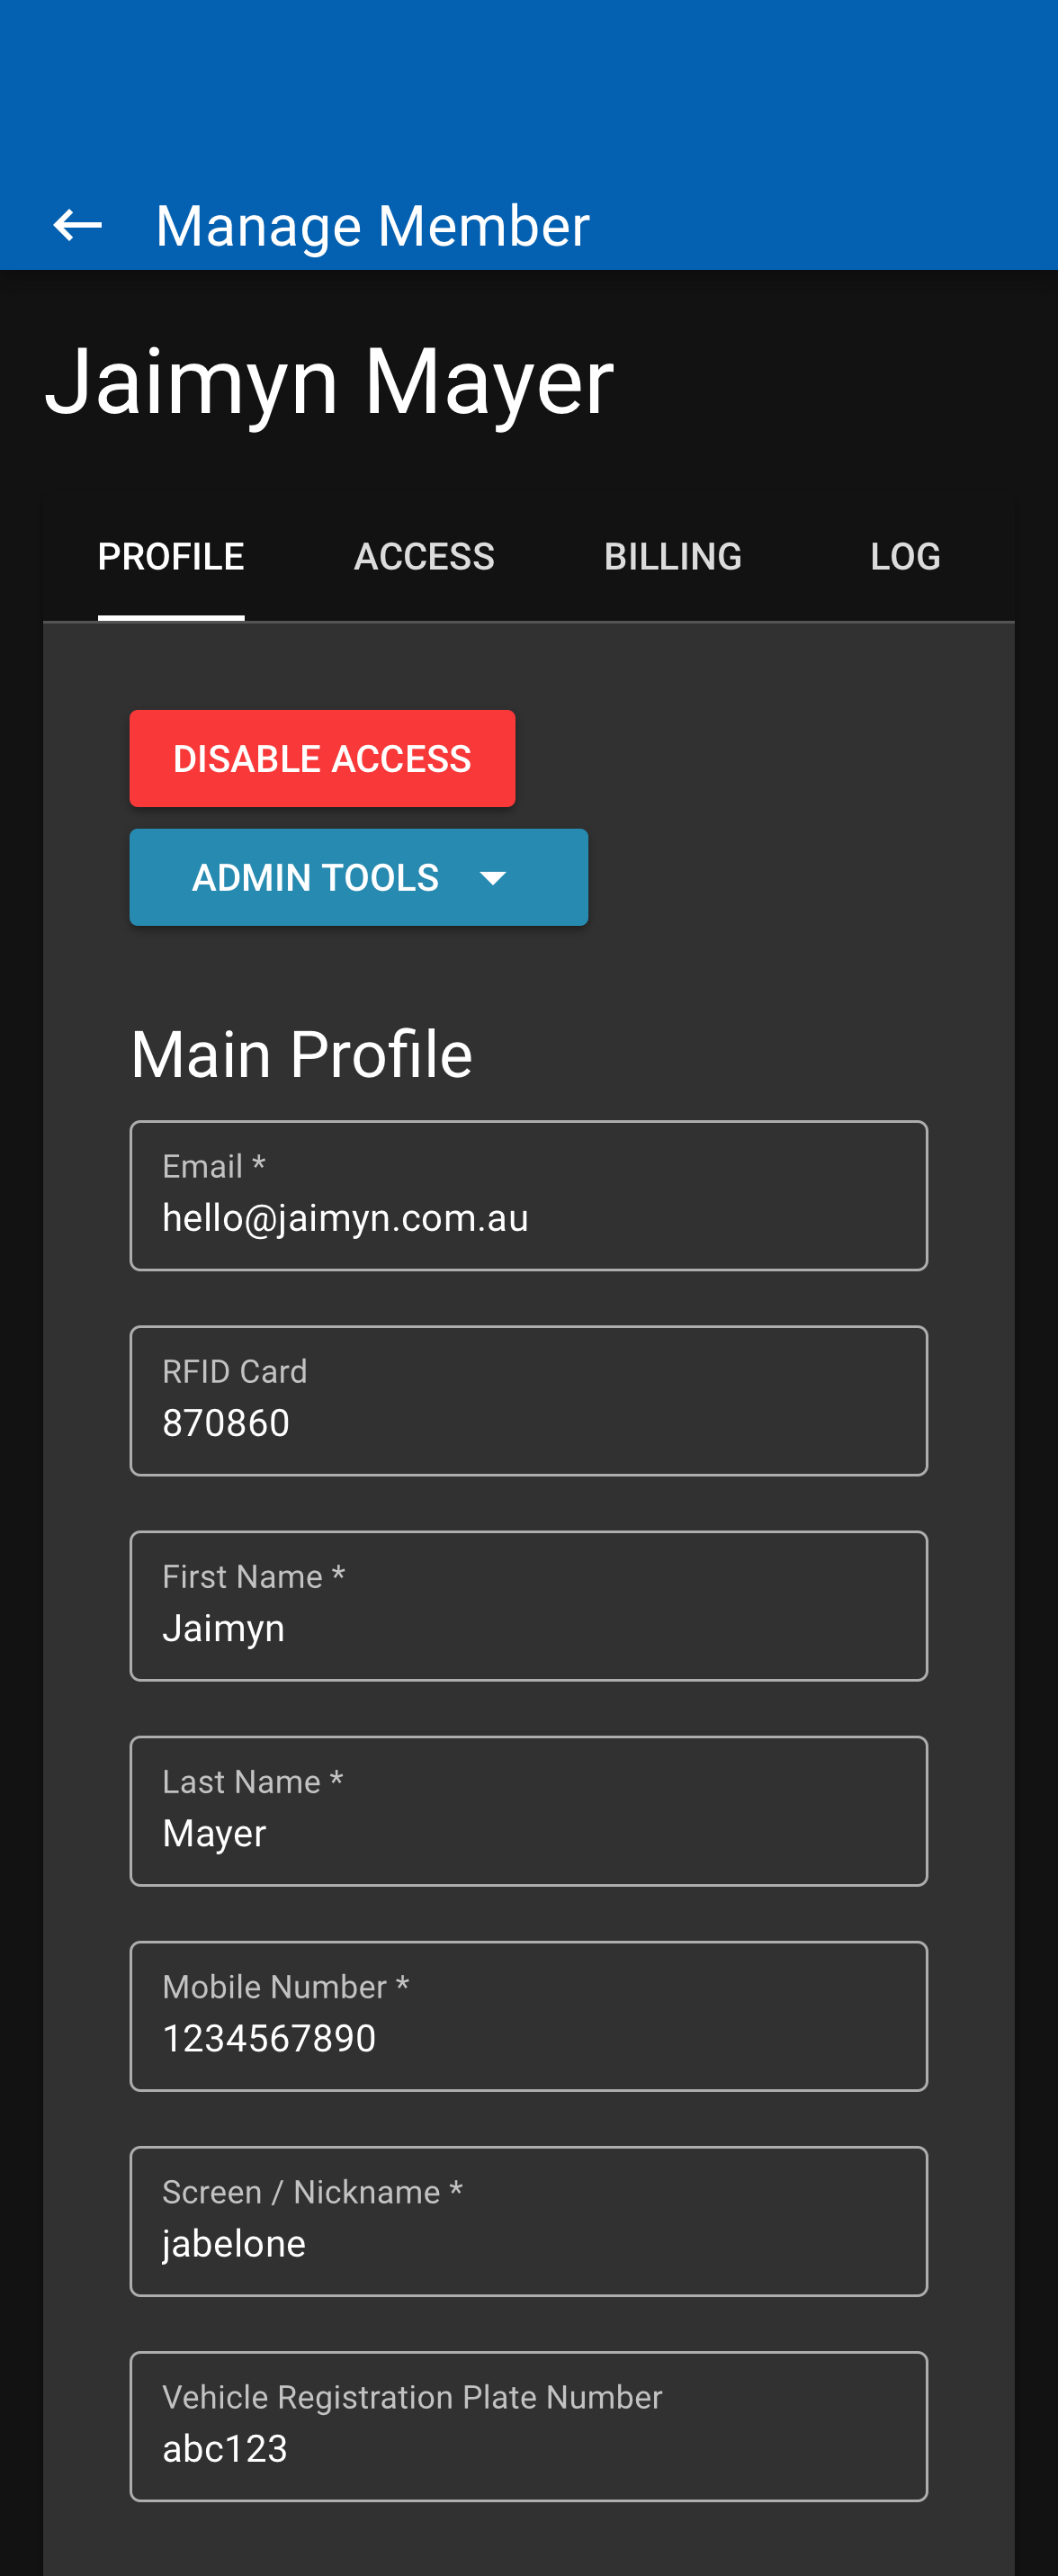 Manage Member
Jaimyn Mayer
PROFILE ACCESS BILLING LOG
DISABLE ACCESS
ADMIN TOOLS
Main Profile
Email *
hello@jaimyn.com.au
RFID Card
870860
First Name *
Jaimyn
Last Name *
Mayer
Mobile Number *
1234567890
Screen / Nickname *
jabelone
Vehicle Registration Plate Number
abc123